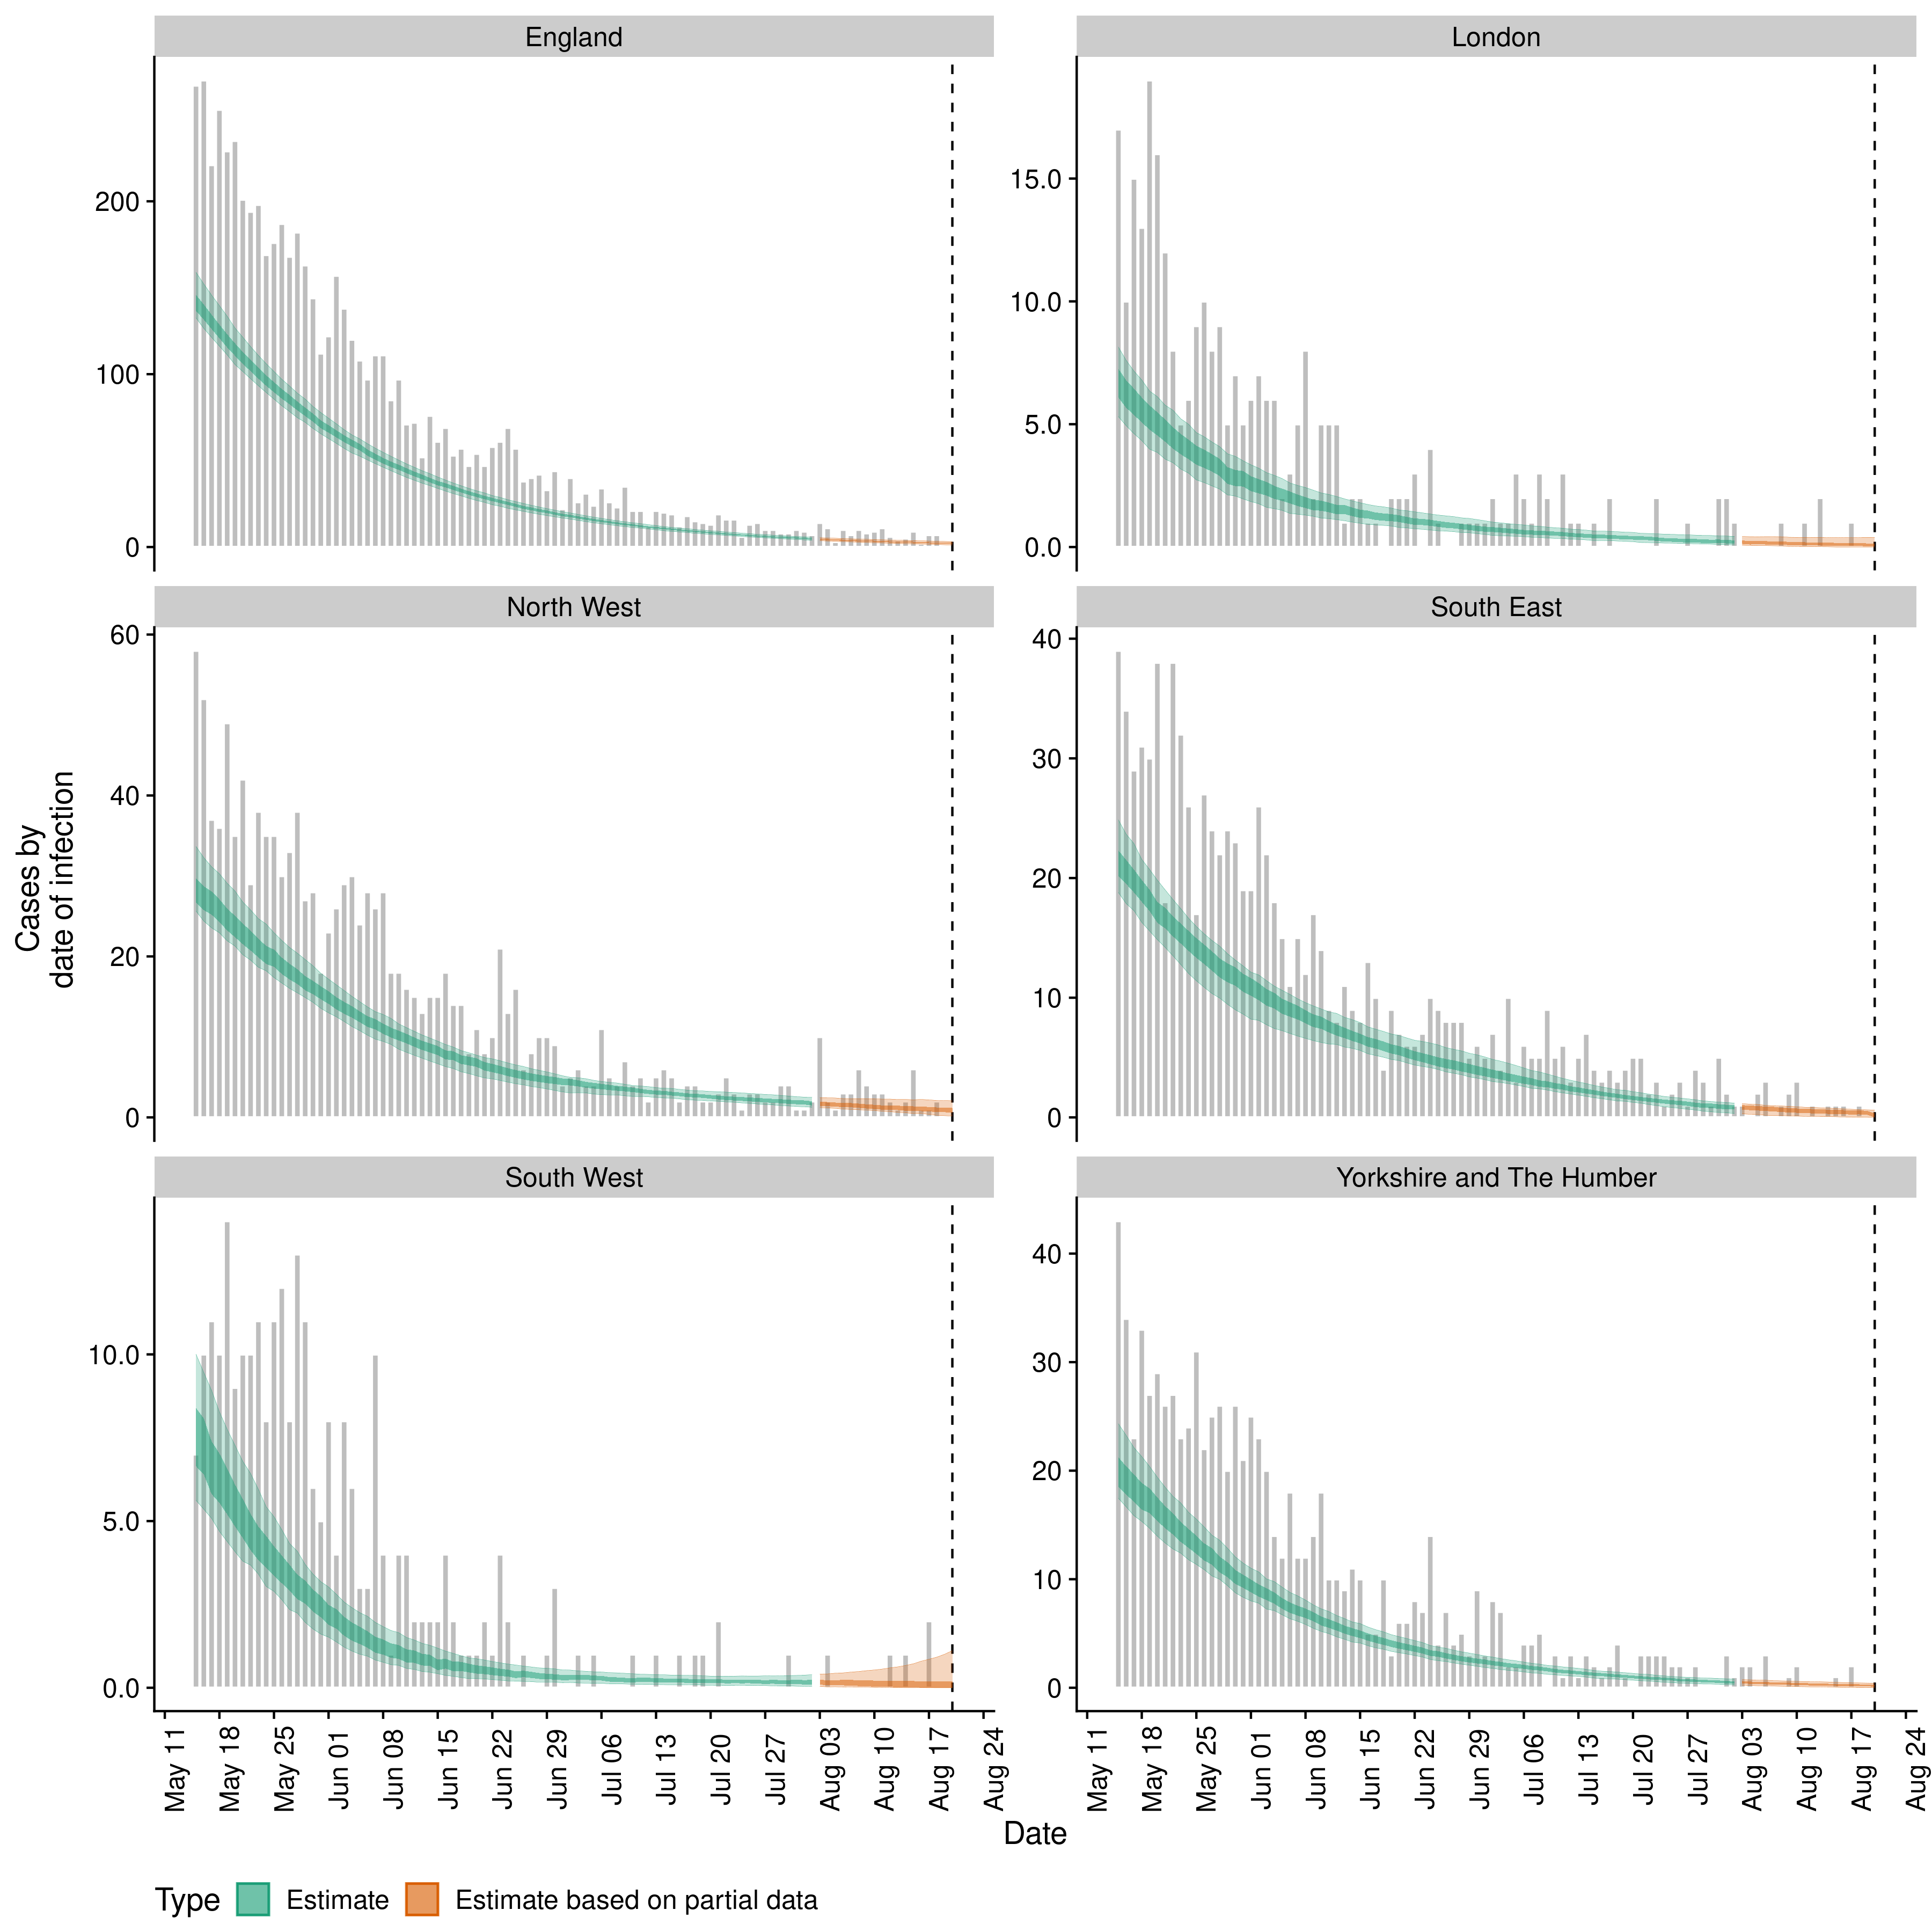 England
London
200
100
0
15.0
10.0
5.0
0.0
North West
South East
60
40
20
0
40
30
20
10
0
Cases by
date of infection
South West
Yorkshire and The Humber
10.0
5.0
0.0
40
30
20
10
0
May 11
May 18
May 25
Jun 01
Jun 08
Jun 15
Jun 22
Jun 29
Jul 06
Jul 13
Jul 20
Jul 27
Aug 03
Aug 10
Aug 17
Aug 24
May 11
May 18
May 25
Jun 01
Jun 08
Jun 15
Jun 22
Jun 29
Jul 06
Jul 13
Jul 20
Jul 27
Aug 03
Aug 10
Aug 17
Aug 24
Date
Type Estimate Estimate based on partial data